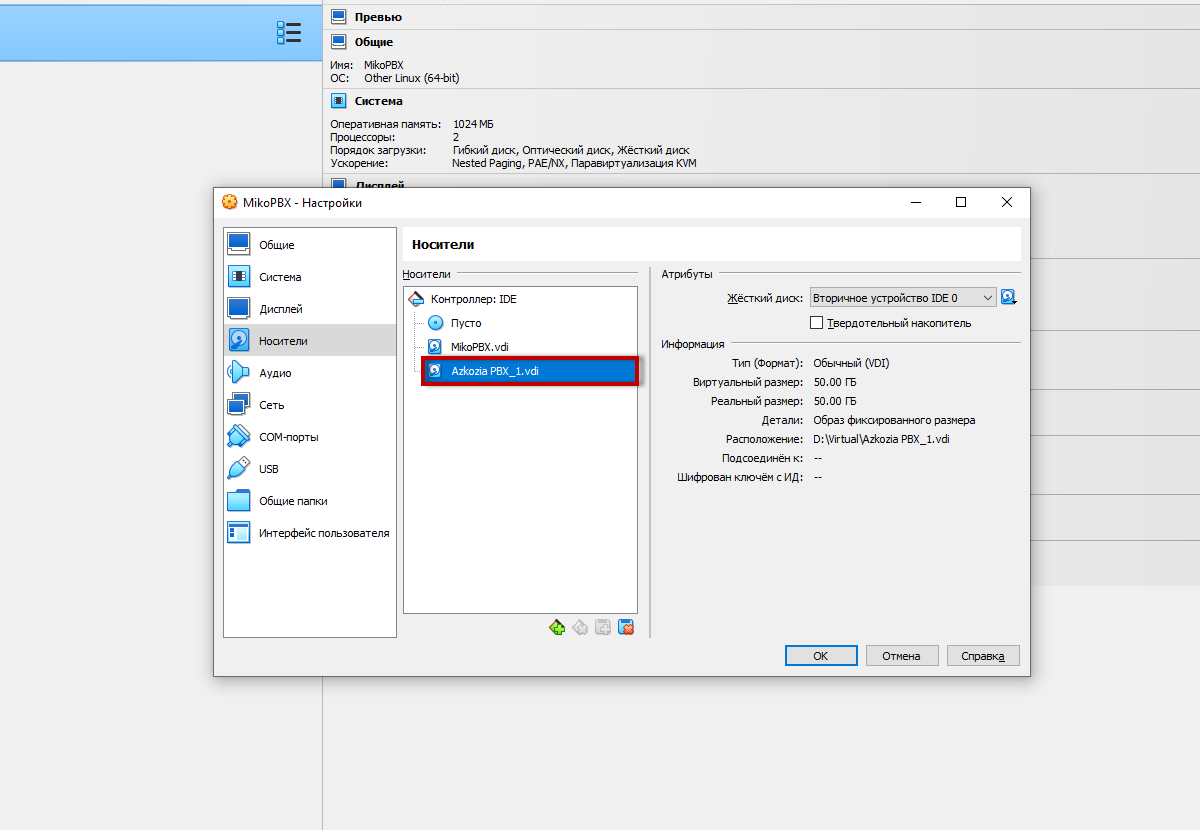 Превью
Общие
Имя: MikoPBX
ОС: Other Linux (64-bit)
Система
Оперативная память: 1024 МБ
Процессоры: 2
Порядок загрузки: Гибкий диск, Оптический диск, Жёсткий диск
Ускорение: Nested Paging, PAE/NX, Паравиртуализация KVM
Дисплей
MikoPBX - Настройки
Общие
Система
Дисплей
Носители
Аудио
Сеть
COM-порты
USB
Общие папки
Интерфейс пользователя
Носители
Носители
Контроллер: IDE
Пусто
MikoPBX.vdi
Azkozia PBX_1.vdi
Атрибуты
Жёсткий диск: Вторичное устройство IDE 0
Твердотельный накопитель
Информация
Тип (Формат): Обычный (VDI)
Виртуальный размер: 50.00 ГБ
Реальный размер: 50.00 ГБ
Детали: Образ фиксированного размера
Расположение: D:\Virtual\Azkozia PBX_1.vdi
Подсоединён к: --
Шифрован ключём с ИД: --
OK
Отмена
Справка